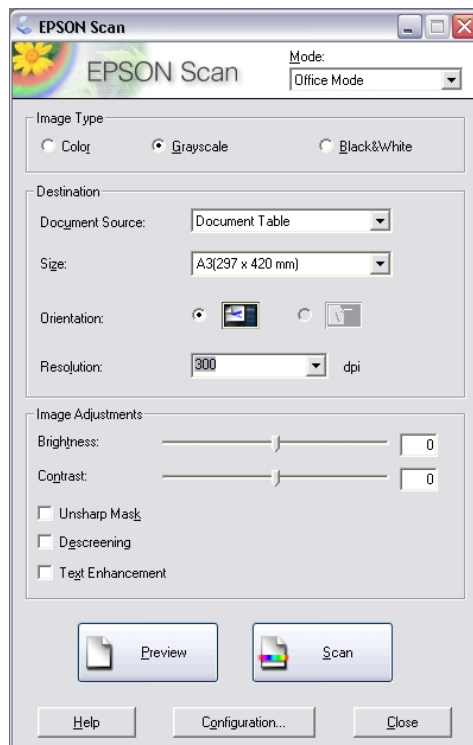 EPSON Scan
EPSON Scan
Mode:
Office Mode
Image Type
Color
Grayscale
Black&White
Destination
Document Source:
Document Table
Size:
A3(297 x 420 mm)
Orientation:
Resolution:
300
dpi
Image Adjustments
Brightness:
0
Contrast:
0
Unsharp Mask
Descreening
Text Enhancement
Preview
Scan
Help
Configuration...
Close